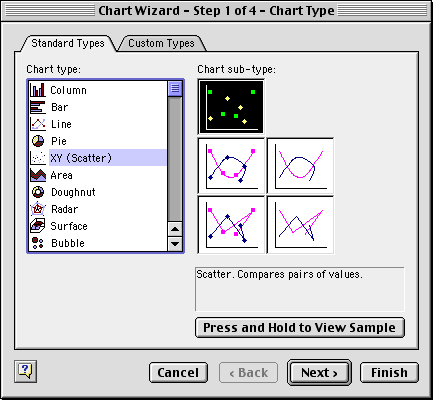 Chart Wizard – Step 1 of 4 – Chart Type
Standard Types
Custom Types
Chart type:
Column
Bar
Line
Pie
XY (Scatter)
Area
Doughnut
Radar
Surface
Bubble
Chart sub-type:
Scatter. Compares pairs of values.
Press and Hold to View Sample
?
Cancel
‹ Back
Next ›
Finish